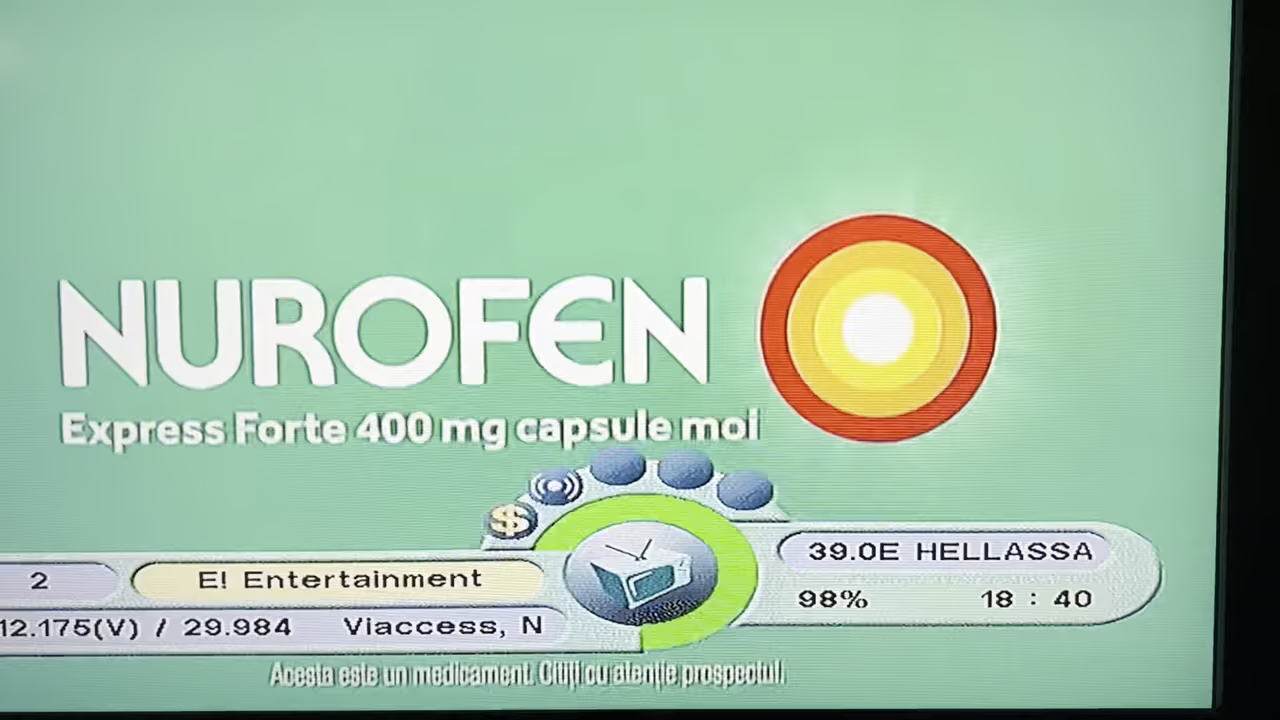 NUROFEN
Express Forte 400 mg capsule moi
$
2
E! Entertainment
39.0E HELLASSA
98%
18 : 40
12.175(V) / 29.984
Viaccess, N
Acesta este un medicament. Citiți cu atenție prospectul.